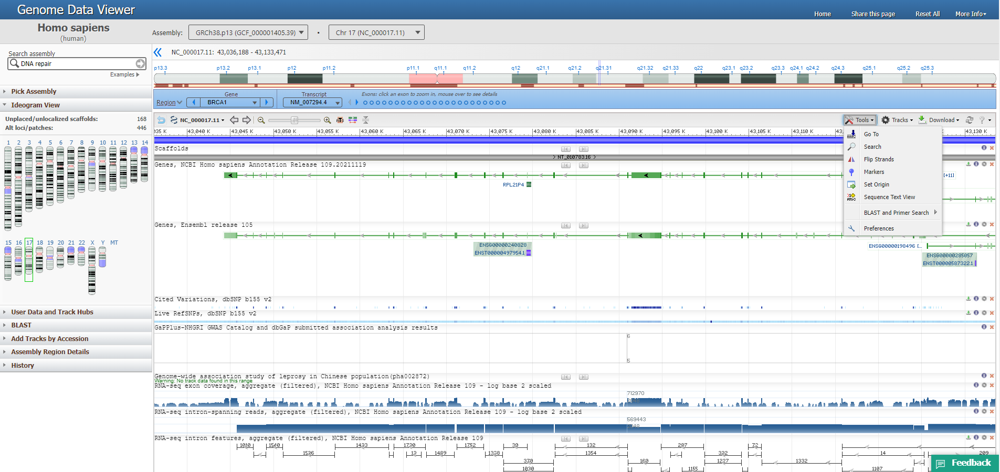 Genome Data Viewer
Home Share this page Reset All More Info
Homo sapiens
(human)
Assembly: GRCh38.p13 (GCF_000001405.39) · Chr 17 (NC_000017.11)
Search assembly
DNA repair
Examples
Pick Assembly
Ideogram View
Unplaced/unlocalized scaffolds: 168
Alt loci/patches: 446
1 2 3 4 5 6 7 8 9 10 11 12 13 14
15 16 17 18 19 20 21 22 X Y MT
User Data and Track Hubs
BLAST
Add Tracks by Accession
Assembly Region Details
History
NC_000017.11: 43,036,188 - 43,133,471
p13.3 p13.2 p13.1 p12 p11.2 p11.1 q11.1 q11.2 q12 q21.1 q21.2 q21.31 q21.32 q21.33 q22 q23.1 q23.2 q23.3 q24.1 q24.2 q24.3 q25.1 q25.2 q25.3
Gene Transcript Exons: click an exon to zoom in, mouse over to see details
Region BRCA1 NM_007294.4
NC_000017.11 Tools Tracks Download ?
035 K 43,040 K 43,045 K 43,050 K 43,055 K 43,060 K 43,065 K 43,070 K 43,075 K 43,080 K 43,085 K 43,090 K 43,095 K 43,100 K 43,105 K 43,110 K 43,130 K
Go To
Search
Flip Strands
Markers
Set Origin
Sequence Text View
BLAST and Primer Search
Preferences
Scaffolds
NT_010783.16
Genes, NCBI Homo sapiens Annotation Release 109.20211119
[+11]
RPL21P4
Genes, Ensembl release 105
ENSG00000240828
ENST00000497954.1
ENSG00000198496 [...
ENSG00000285057
ENST00000587322.1
Cited Variations, dbSNP b155 v2
Live RefSNPs, dbSNP b155 v2
GaPPlus-NHGRI GWAS Catalog and dbGaP submitted association analysis results
6
5
Genome-wide association study of leprosy in Chinese population(pha002872)
Warning: No track data found in this range
RNA-seq exon coverage, aggregate (filtered), NCBI Homo sapiens Annotation Release 109 - log base 2 scaled
712970
2048
RNA-seq intron-spanning reads, aggregate (filtered), NCBI Homo sapiens Annotation Release 109 - log base 2 scaled
569443
2048
RNA-seq intron features, aggregate (filtered), NCBI Homo sapiens Annotation Release 109
1010 1540 1433 1730 1752 30 132 297 72
1536 12 1489 1338 1354 322 14 209
370 160 1227 1332
1030 1155 1107
Feedback